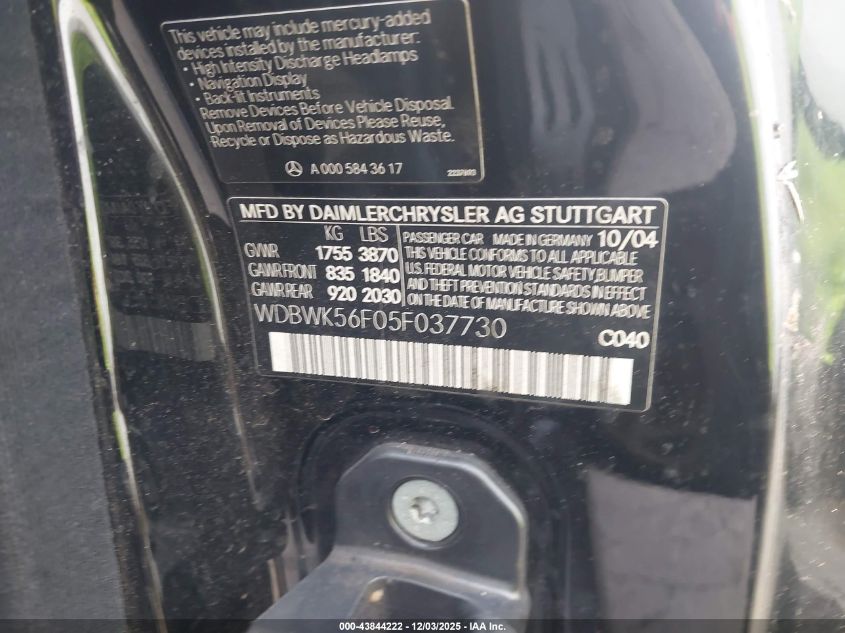 This vehicle may include mercury-added
devices installed by the manufacturer:
• High Intensity Discharge Headlamps
• Navigation Display
• Back-lit Instruments
Remove Devices Before Vehicle Disposal.
Upon Removal of Devices Please Reuse,
Recycle or Dispose as Hazardous Waste.
A 000 584 36 17
MFD BY DAIMLERCHRYSLER AG STUTTGART
KG LBS
GVWR 1755 3870
GAWR FRONT 835 1840
GAWR REAR 920 2030
PASSENGER CAR MADE IN GERMANY 10/04
THIS VEHICLE CONFORMS TO ALL APPLICABLE
U.S. FEDERAL MOTOR VEHICLE SAFETY, BUMPER
AND THEFT PREVENTION STANDARDS IN EFFECT
ON THE DATE OF MANUFACTURE SHOWN ABOVE.
WDBWK56F05F037730
C040
000-43844222 - 12/03/2025 - IAA Inc.